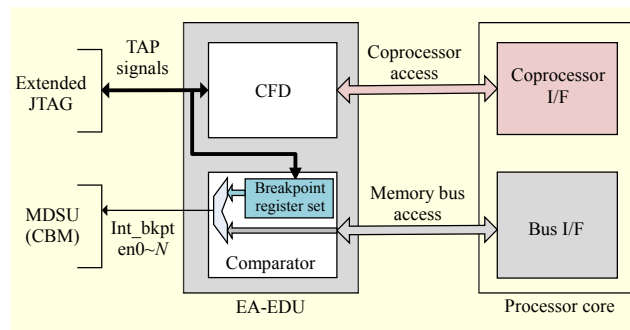 TAP
signals
Extended
JTAG
CFD
Coprocessor
access
Coprocessor
I/F
MDSU
(CBM)
Int_bkpt
en0~N
Breakpoint
register set
Comparator
Memory bus
access
Bus I/F
EA-EDU
Processor core